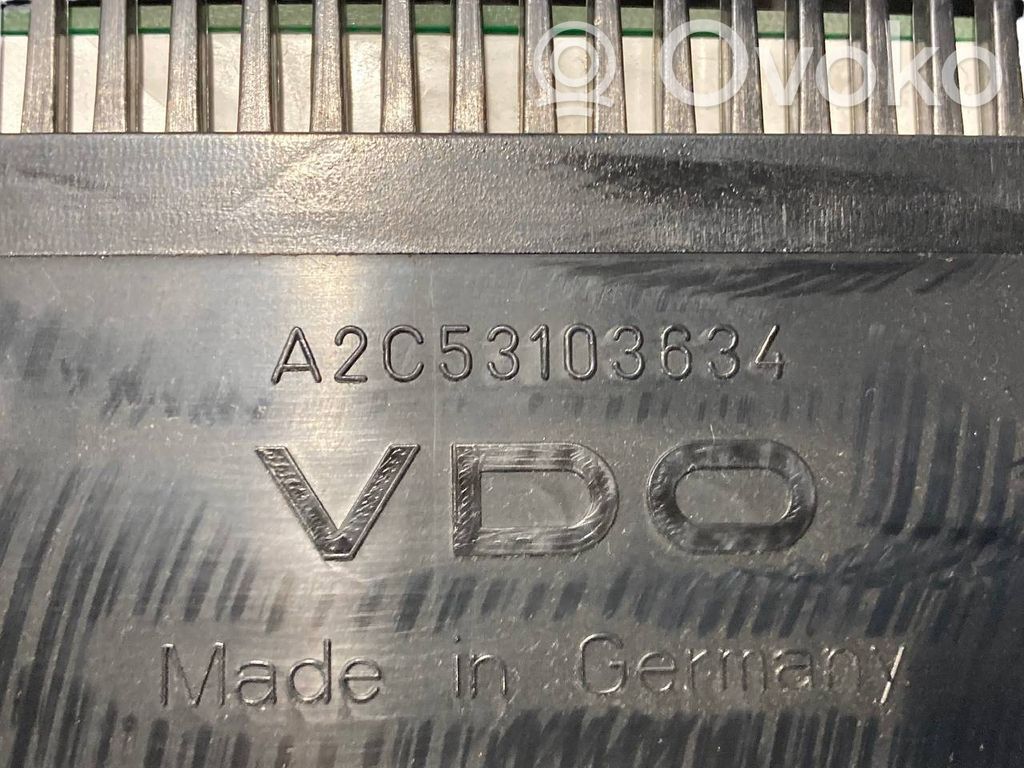 Ovoko
A2C53103634
VDO
Made in Germany